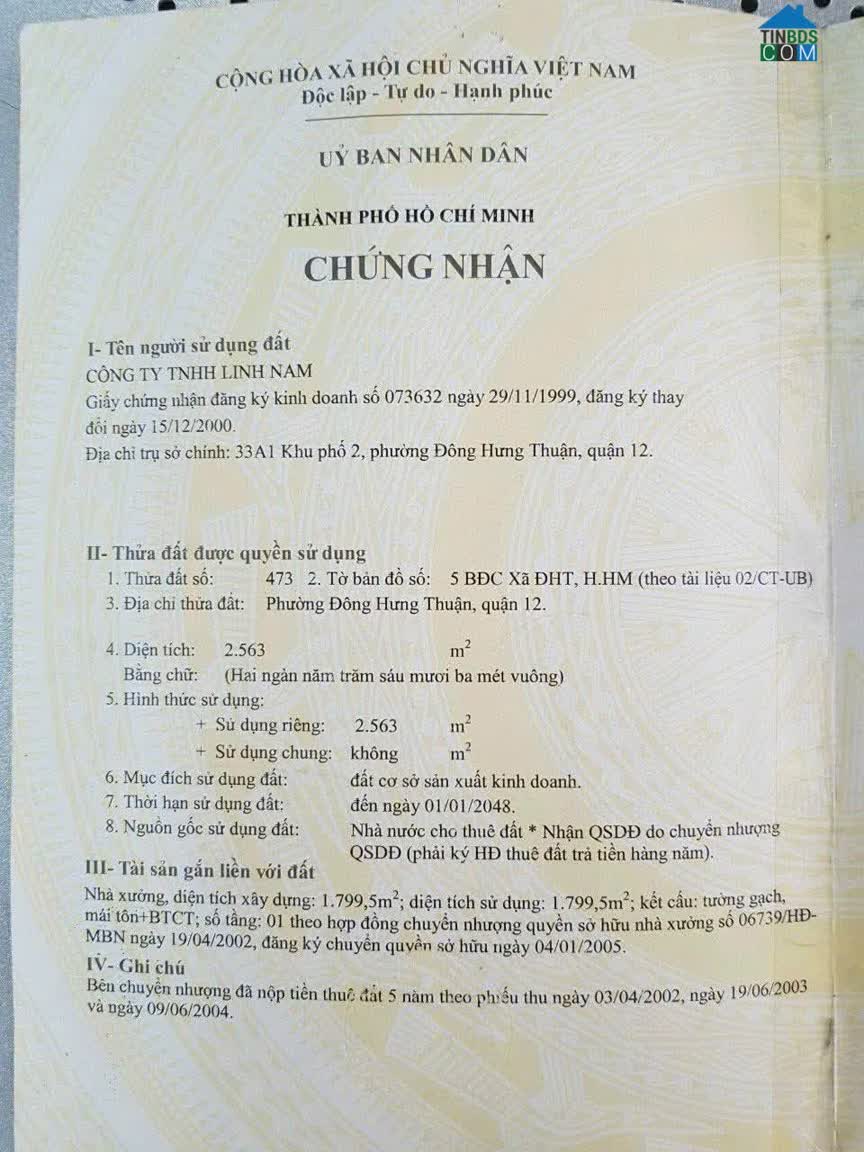 TINBDS
COM
CỘNG HÒA XÃ HỘI CHỦ NGHĨA VIỆT NAM
Độc lập - Tự do - Hạnh phúc
UỶ BAN NHÂN DÂN
THÀNH PHỐ HỒ CHÍ MINH
CHỨNG NHẬN
I- Tên người sử dụng đất
CÔNG TY TNHH LINH NAM
Giấy chứng nhận đăng ký kinh doanh số 073632 ngày 29/11/1999, đăng ký thay
đổi ngày 15/12/2000.
Địa chỉ trụ sở chính: 33A1 Khu phố 2, phường Đông Hưng Thuận, quận 12.
II- Thửa đất được quyền sử dụng
1. Thửa đất số: 473 2. Tờ bản đồ số: 5 BĐC Xã ĐHT, H.HM (theo tài liệu 02/CT-UB)
3. Địa chỉ thửa đất: Phường Đông Hưng Thuận, quận 12.
4. Diện tích: 2.563 m²
Bằng chữ: (Hai ngàn năm trăm sáu mươi ba mét vuông)
5. Hình thức sử dụng:
+ Sử dụng riêng: 2.563 m²
+ Sử dụng chung: không m²
6. Mục đích sử dụng đất: đất cơ sở sản xuất kinh doanh.
7. Thời hạn sử dụng đất: đến ngày 01/01/2048.
8. Nguồn gốc sử dụng đất: Nhà nước cho thuê đất * Nhận QSDĐ do chuyển nhượng
QSDĐ (phải ký HĐ thuê đất trả tiền hàng năm).
III- Tài sản gắn liền với đất
Nhà xưởng, diện tích xây dựng: 1.799,5m²; diện tích sử dụng: 1.799,5m²; kết cấu: tường gạch,
mái tôn+BTCT; số tầng: 01 theo hợp đồng chuyển nhượng quyền sở hữu nhà xưởng số 06739/HĐ-
MBN ngày 19/04/2002, đăng ký chuyển quyền sở hữu ngày 04/01/2005.
IV- Ghi chú
Bên chuyển nhượng đã nộp tiền thuê đất 5 năm theo phiếu thu ngày 03/04/2002, ngày 19/06/2003
và ngày 09/06/2004.